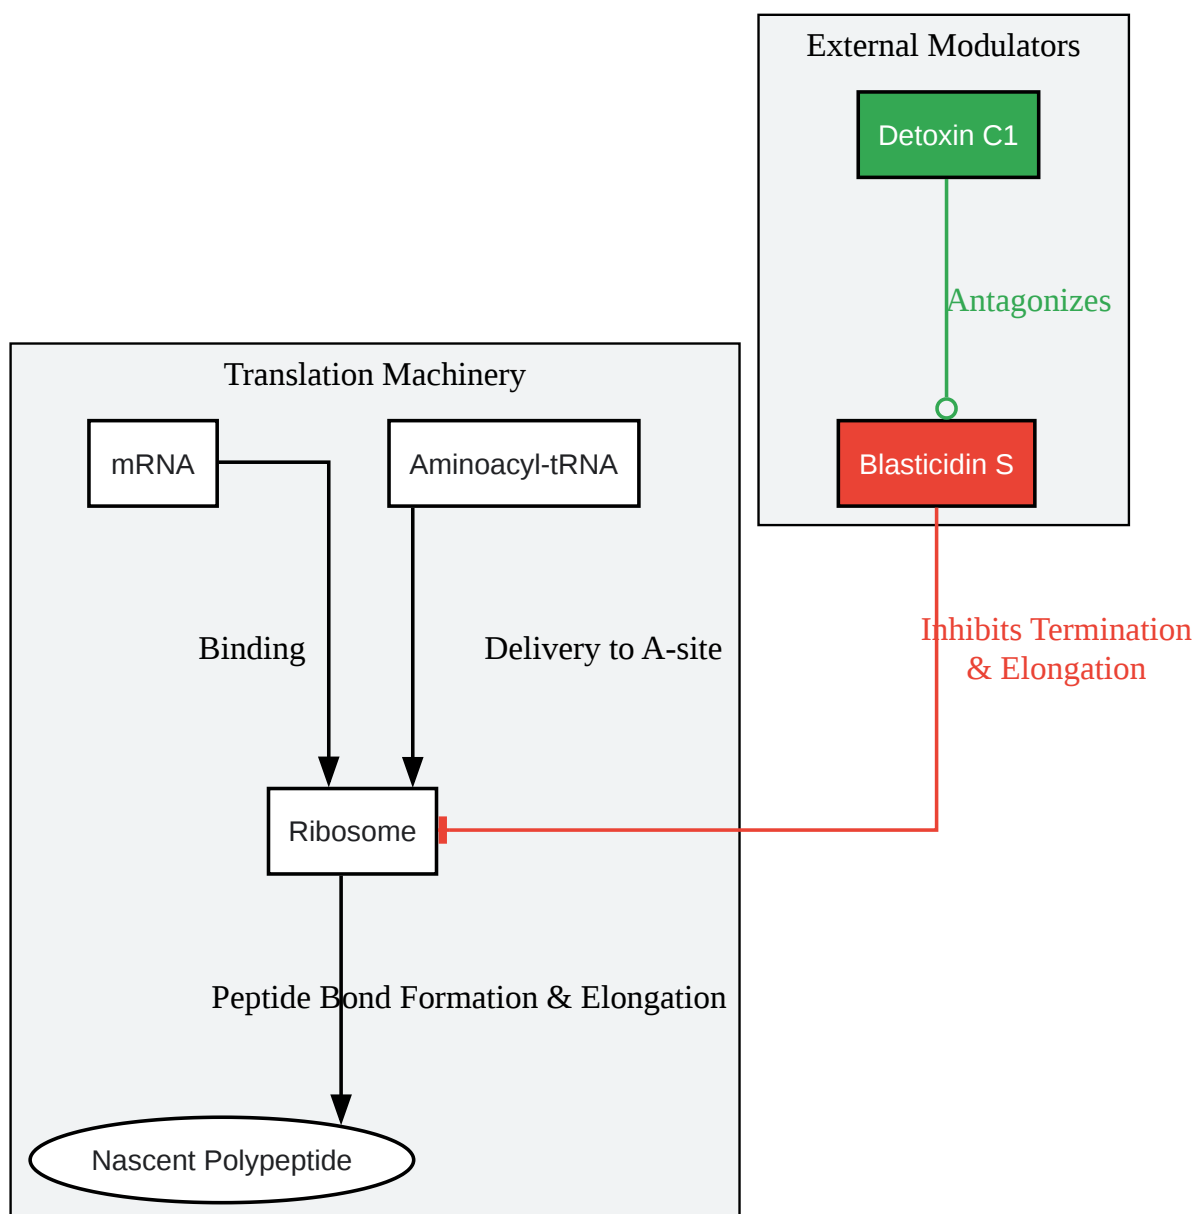 External Modulators
Detoxin C1
Antagonizes
Translation Machinery
mRNA
Aminoacyl-tRNA
Blasticidin S
Binding
Delivery to A-site
Inhibits Termination
& Elongation
Ribosome
Peptide Bond Formation & Elongation
Nascent Polypeptide